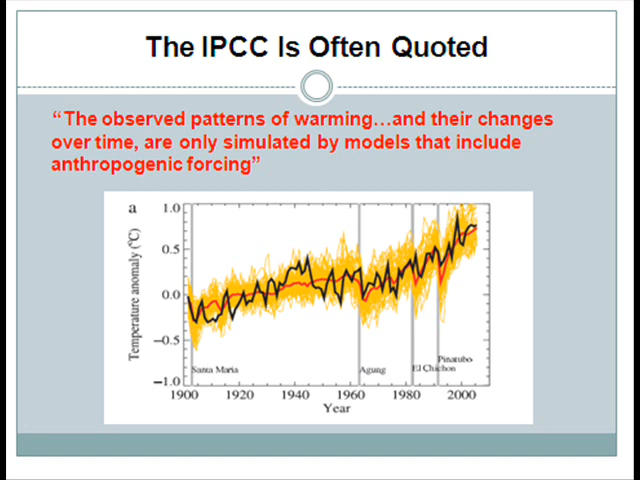 The IPCC Is Often Quoted
“The observed patterns of warming…and their changes
over time, are only simulated by models that include
anthropogenic forcing”
a
Temperature anomaly (°C)
1.0
0.5
0.0
−0.5
−1.0
Santa Maria
Agung
El Chichon
Pinatubo
1900 1920 1940 1960 1980 2000
Year